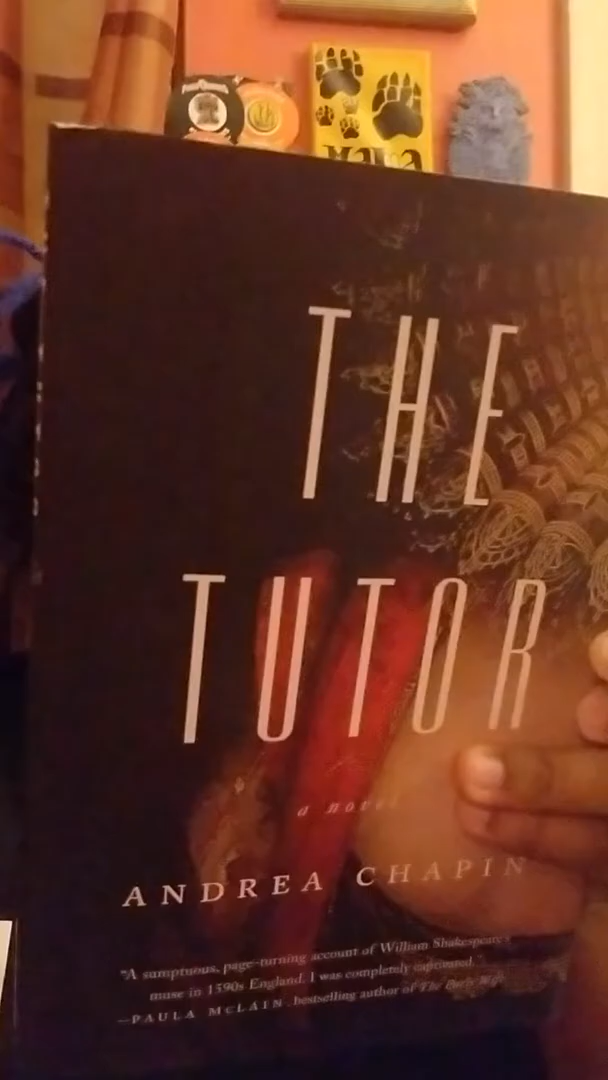 MaMa
THE
TUTOR
a novel
ANDREA CHAPIN
"A sumptuous, page-turning account of William Shakespeare's
muse in 1590s England. I was completely captivated."
—PAULA McLAIN, bestselling author of The Paris Wife